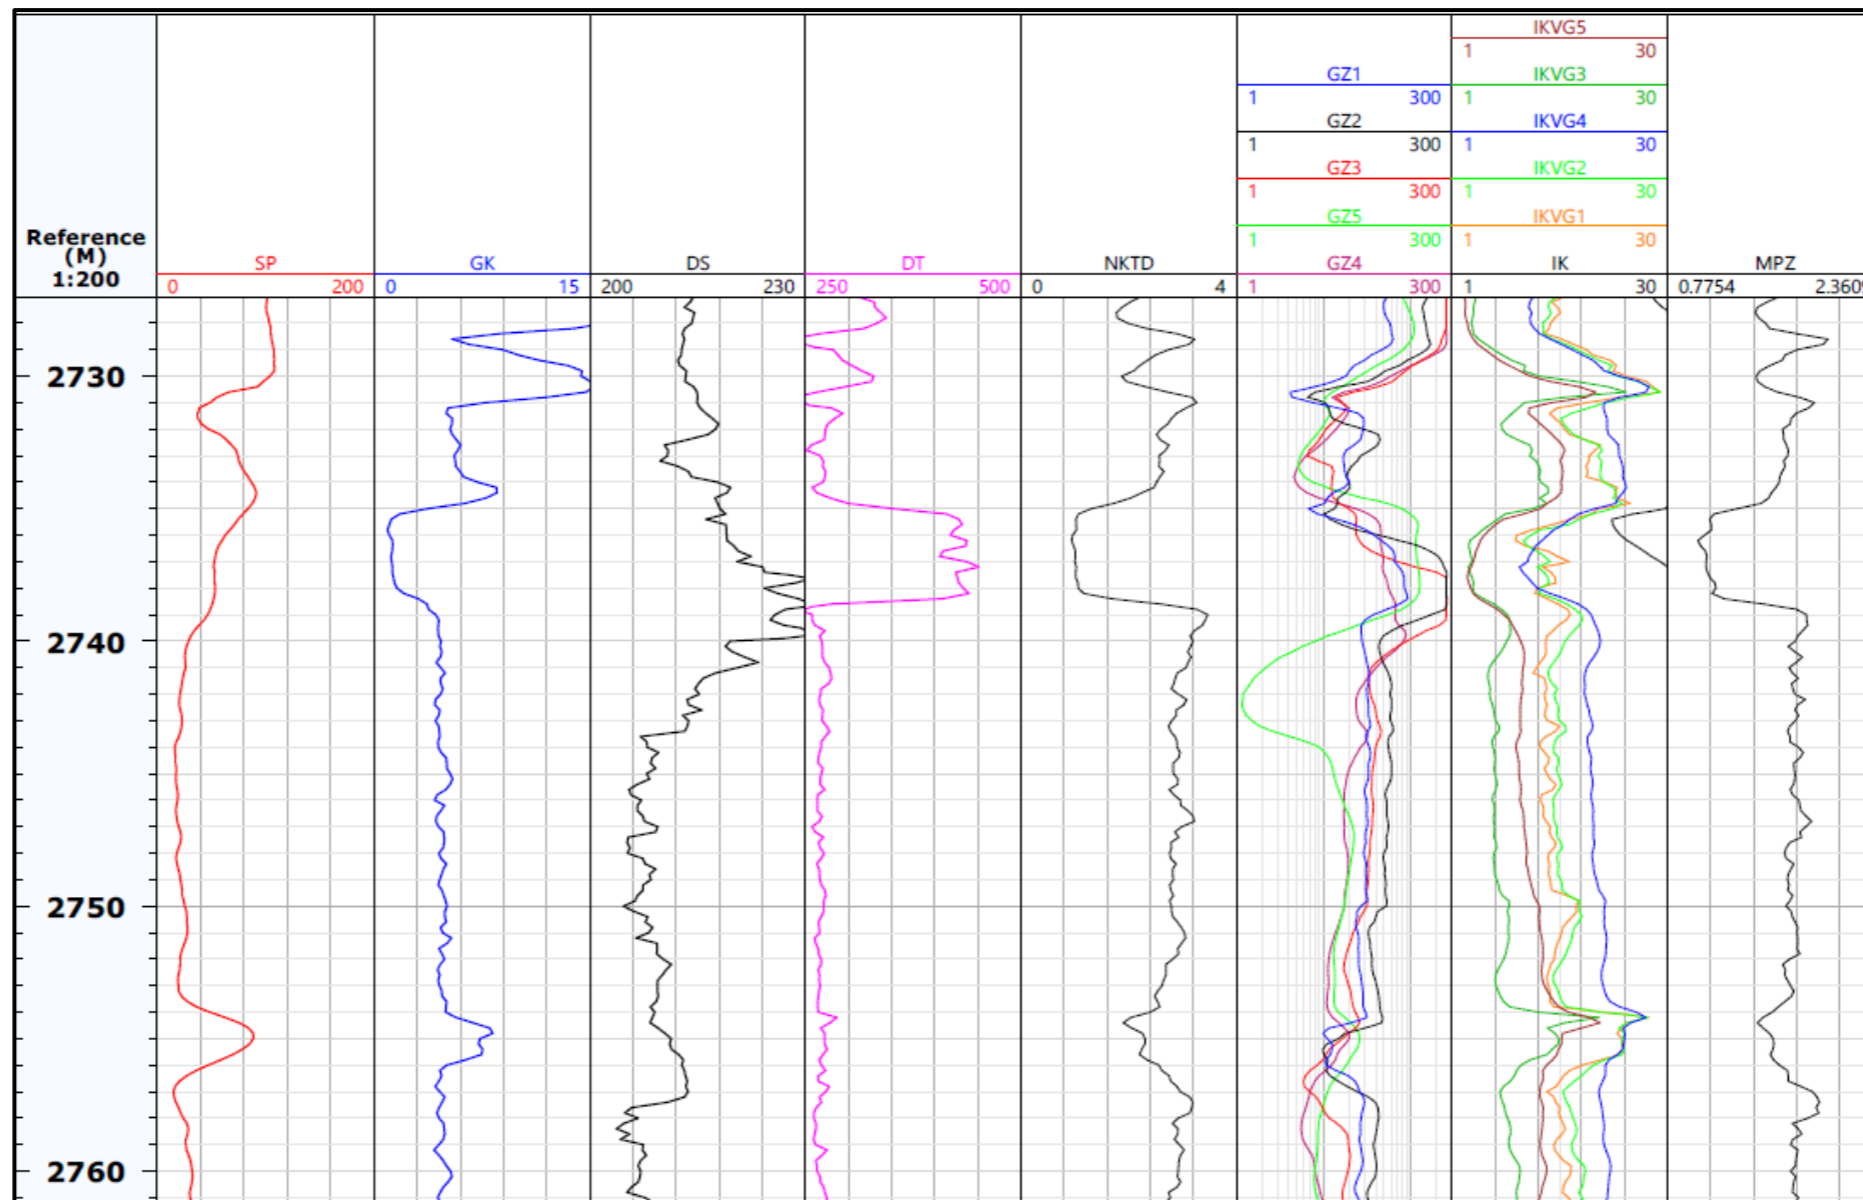 IKVG5
1 30
GZ1 IKVG3
1 300 1 30
GZ2 IKVG4
1 300 1 30
GZ3 IKVG2
1 300 1 30
GZ5 IKVG1
1 300 1 30
Reference
(M)
1:200
SP GK DS DT NKTD GZ4 IK MPZ
0 200 0 15 200 230 250 500 0 4 1 300 1 30 0.7754
2730
2740
2750
2760